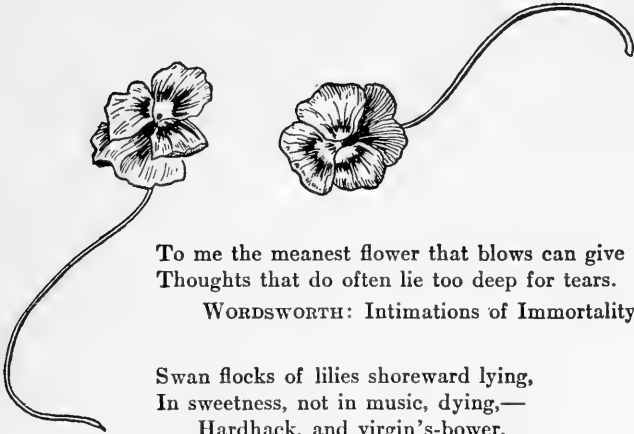 To me the meanest flower that blows can give
Thoughts that do often lie too deep for tears.
WORDSWORTH: Intimations of Immortality
Swan flocks of lilies shoreward lying,
In sweetness, not in music, dying,—
Hardhack, and virgin's-bower,